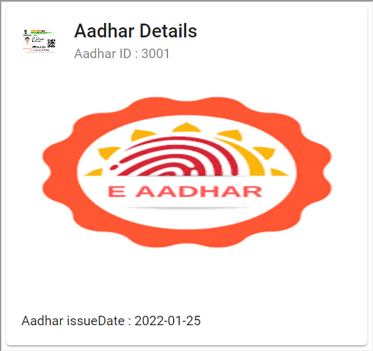 Aadhar Details
Aadhar ID : 3001
E AADHAR
Aadhar issueDate : 2022-01-25